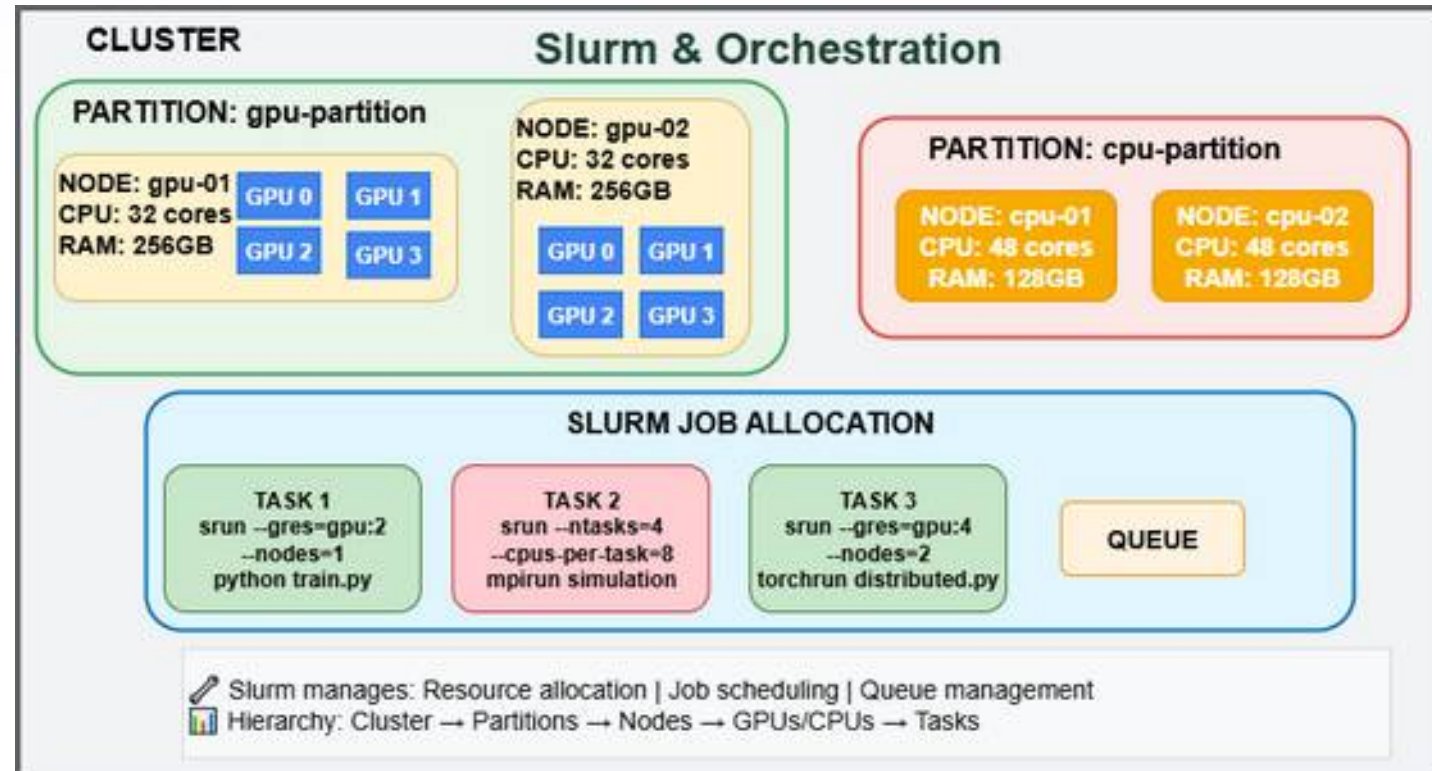 CLUSTER
Slurm & Orchestration
PARTITION: gpu-partition
NODE: gpu-01
CPU: 32 cores
RAM: 256GB
GPU 0
GPU 1
GPU 2
GPU 3
NODE: gpu-02
CPU: 32 cores
RAM: 256GB
GPU 0
GPU 1
GPU 2
GPU 3
PARTITION: cpu-partition
NODE: cpu-01
CPU: 48 cores
RAM: 128GB
NODE: cpu-02
CPU: 48 cores
RAM: 128GB
SLURM JOB ALLOCATION
TASK 1
srun --gres=gpu:2
--nodes=1
python train.py
TASK 2
srun --ntasks=4
--cpus-per-task=8
mpirun simulation
TASK 3
srun --gres=gpu:4
--nodes=2
torchrun distributed.py
QUEUE
Slurm manages: Resource allocation | Job scheduling | Queue management
Hierarchy: Cluster → Partitions → Nodes → GPUs/CPUs → Tasks